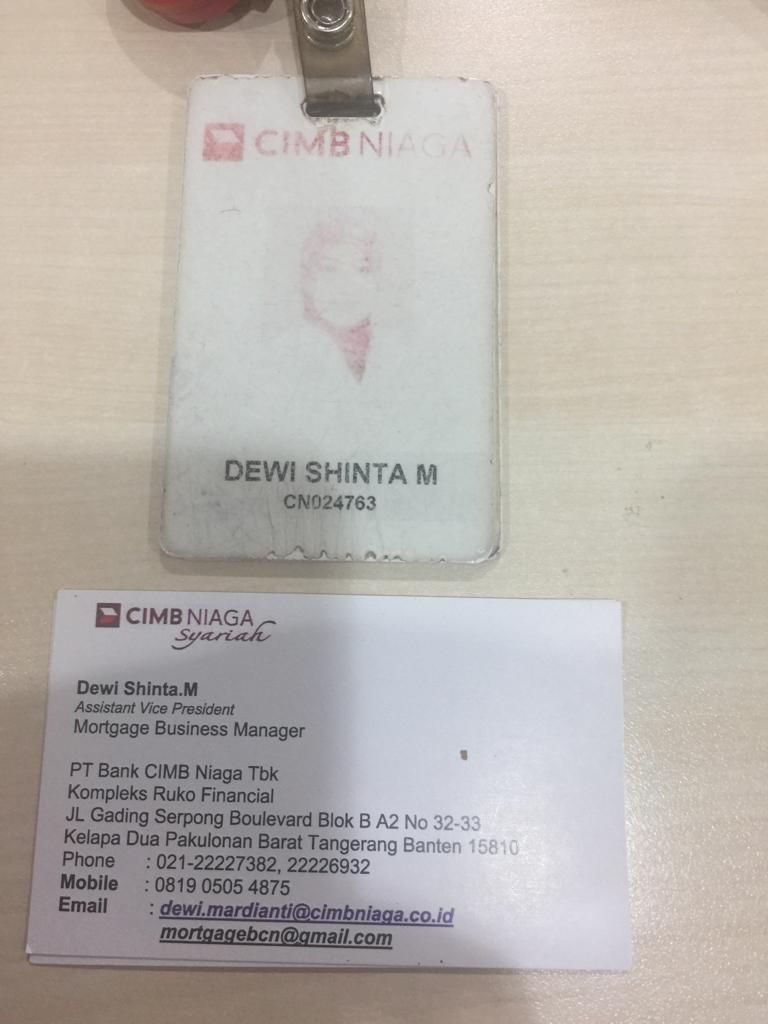 CIMB NIAGA
DEWI SHINTA M
CN024763
CIMB NIAGA
Syariah
Dewi Shinta.M
Assistant Vice President
Mortgage Business Manager
PT Bank CIMB Niaga Tbk
Kompleks Ruko Financial
JL Gading Serpong Boulevard Blok B A2 No 32-33
Kelapa Dua Pakulonan Barat Tangerang Banten 15810
Phone : 021-22227382, 22226932
Mobile : 0819 0505 4875
Email : dewi.mardianti@cimbniaga.co.id
mortgagebcn@gmail.com